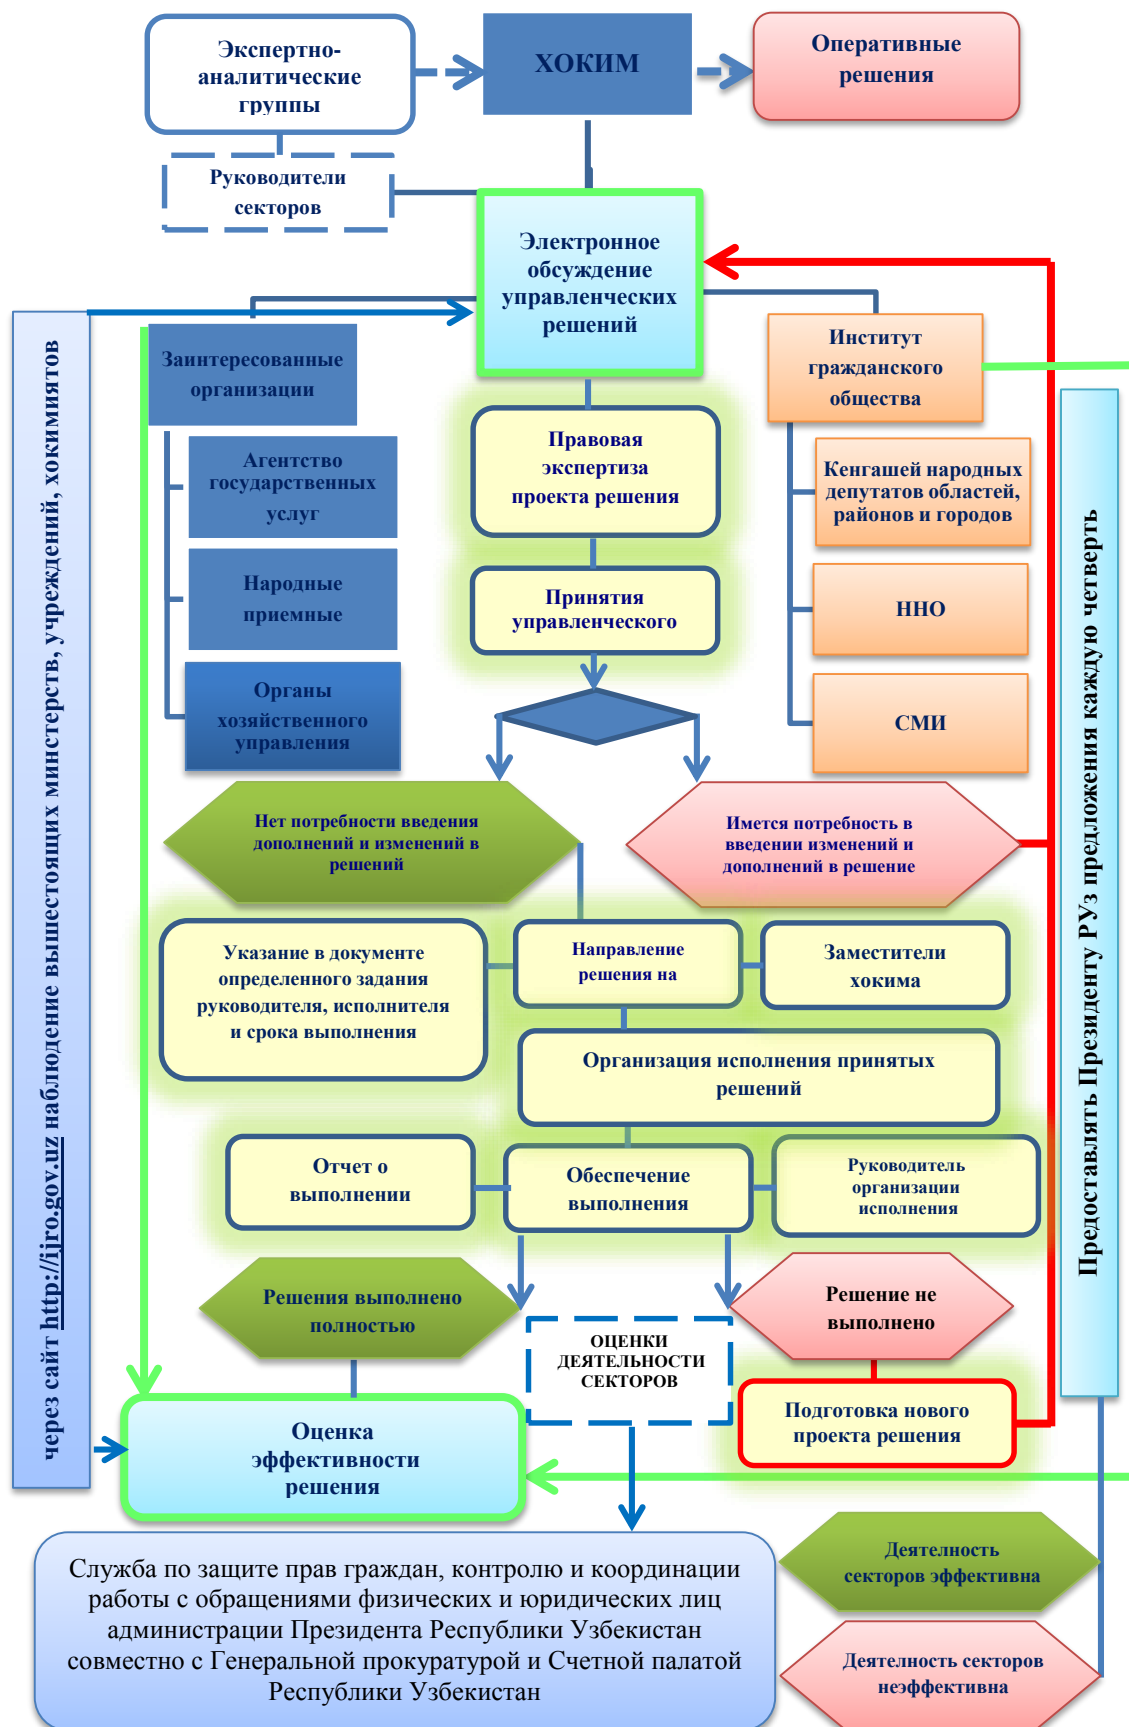 Экспертно-
аналитические
группы
ХОКИМ
Оперативные
решения
Руководители
секторов
Электронное
обсуждение
управленческих
решений
Заинтересованные
организации
Институт
гражданского
общества
Агентство
государственных
услуг
Народные
приемные
Органы
хозяйственного
управления
Правовая
экспертиза
проекта решения
Принятия
управленческого
Кенгашей народных
депутатов областей,
районов и городов
ННО
СМИ
через сайт http://ijro.gov.uz наблюдение вышестоящих минстерств, учреждений, хокимиятов
Предоставлять Президенту РУз предложения каждую четверть
Нет потребности введения
дополнений и изменений в
решений
Имется потребность в
введении изменений и
дополнений в решение
Указание в документе
определенного задания
руководителя, исполнителя
и срока выполнения
Направление
решения на
Заместители
хокима
Организация исполнения принятых
решений
Отчет о
выполнении
Обеспечение
выполнения
Руководитель
организации
исполнения
Решения выполнено
полностью
ОЦЕНКИ
ДЕЯТЕЛЬНОСТИ
СЕКТОРОВ
Решение не
выполнено
Подготовка нового
проекта решения
Оценка
эффективности
решения
Служба по защите прав граждан, контролю и координации
работы с обращениями физических и юридических лиц
администрации Президента Республики Узбекистан
совместно с Генеральной прокуратурой и Счетной палатой
Республики Узбекистан
Деятелность
секторов эффективна
Деятелность секторов
неэффективна